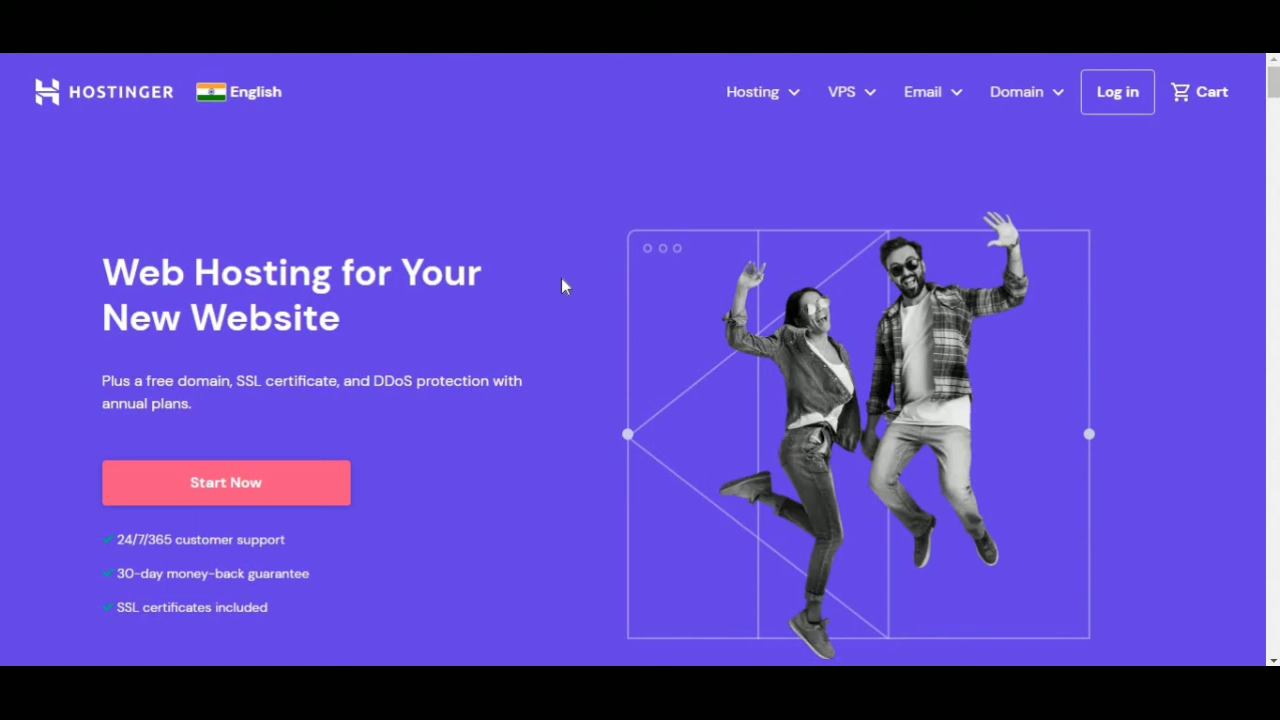 HOSTINGER English Hosting VPS Email Domain Log in Cart
Web Hosting for Your
New Website
Plus a free domain, SSL certificate, and DDoS protection with
annual plans.
Start Now
24/7/365 customer support
30-day money-back guarantee
SSL certificates included